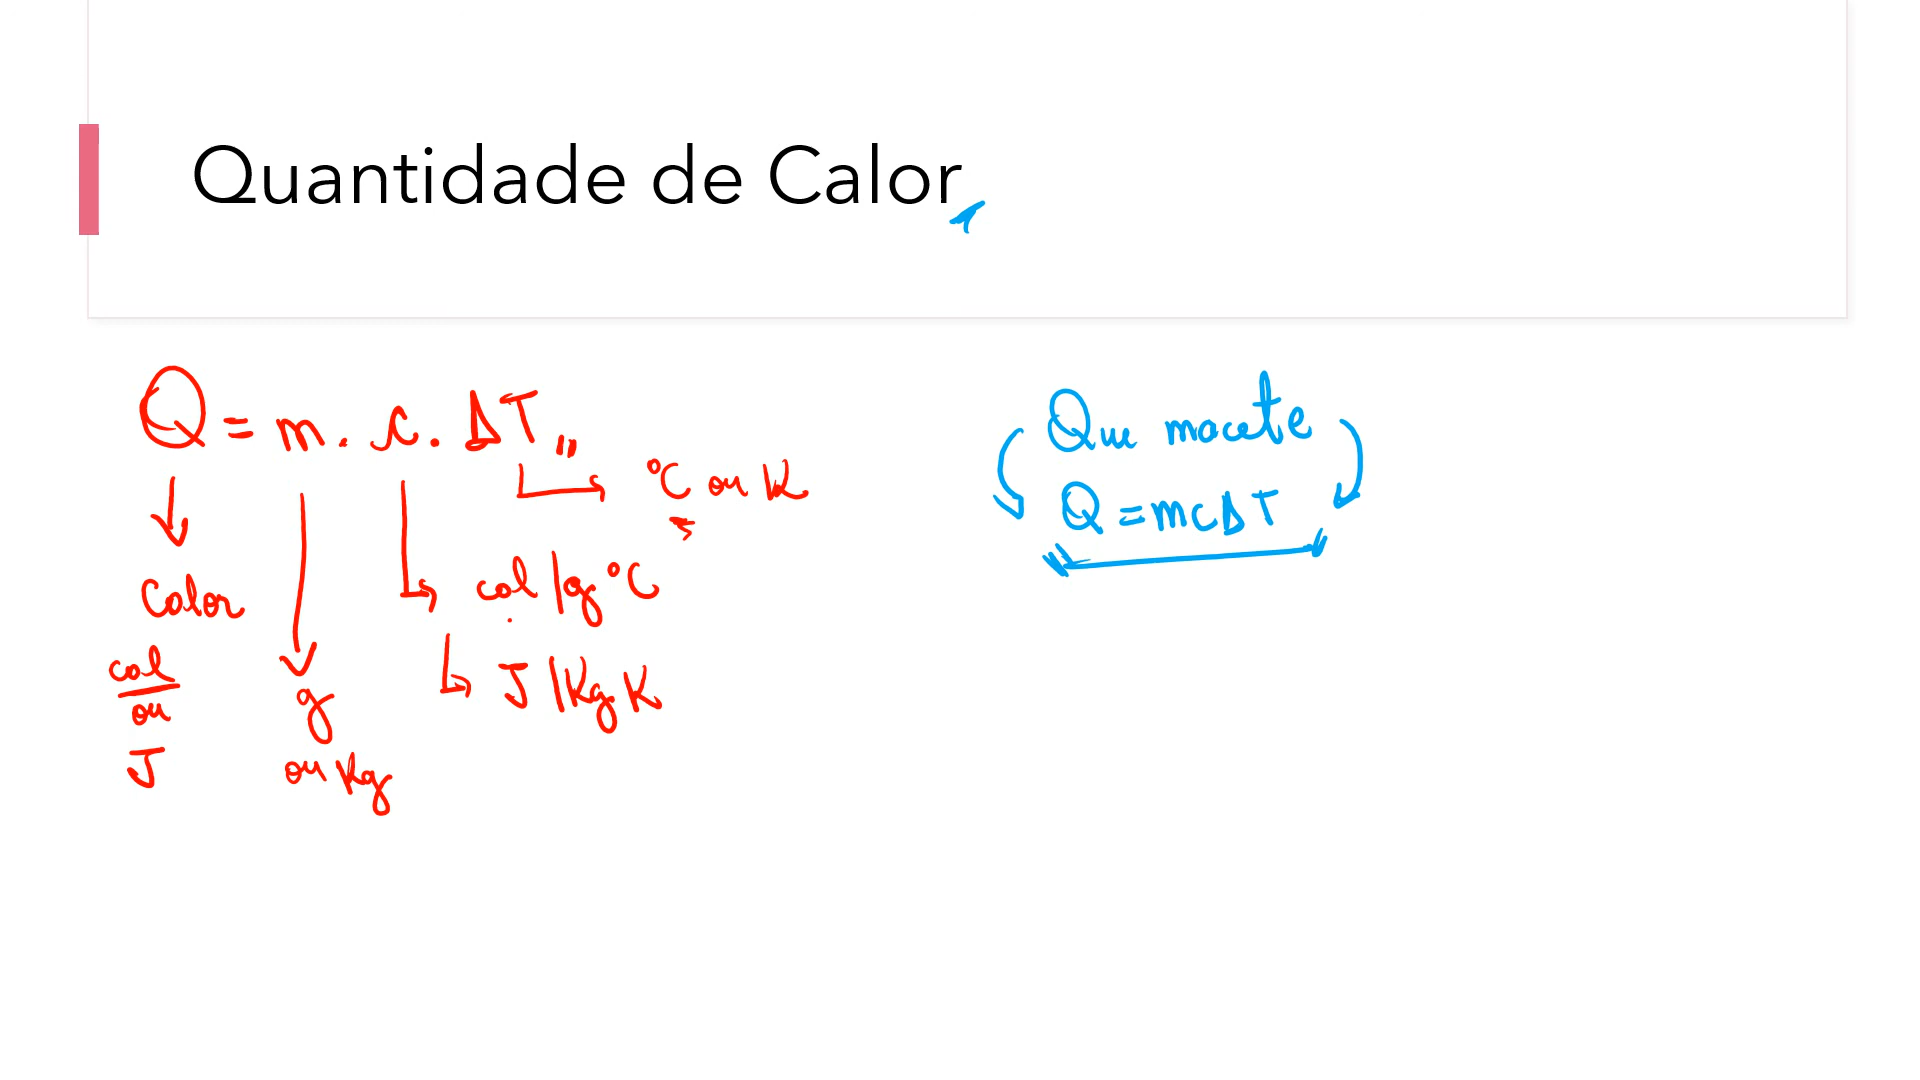 Quantidade de Calor
Q = m . c . ΔT
°C ou K
Calor
cal
ou
J
g
ou Kg
cal/g°C
J/Kg K
Que macete
Q = mcΔT